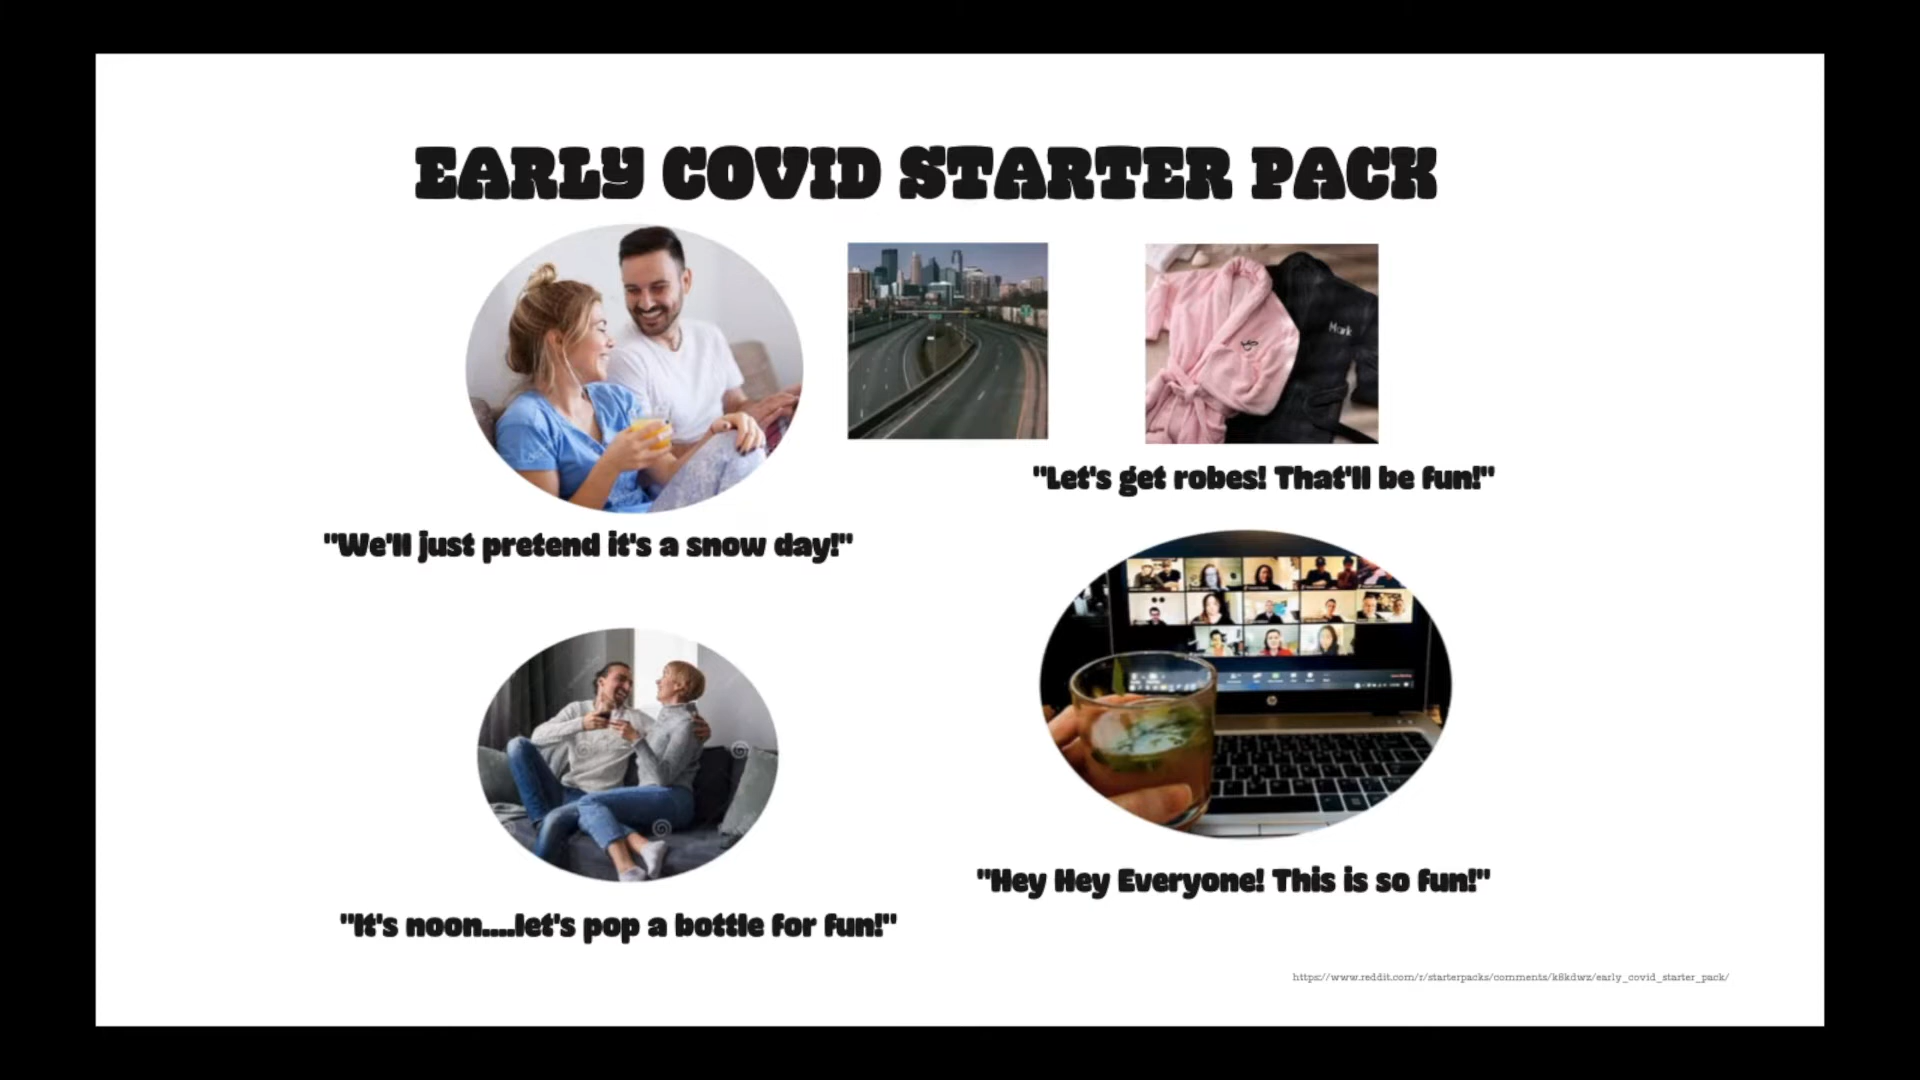 EARLY COVID STARTER PACK
Mark
"Let's get robes! That'll be fun!"
"We'll just pretend it's a snow day!"
"Hey Hey Everyone! This is so fun!"
"It's noon....let's pop a bottle for fun!"
https://www.reddit.com/r/starterpacks/comments/k8kdwz/early_covid_starter_pack/